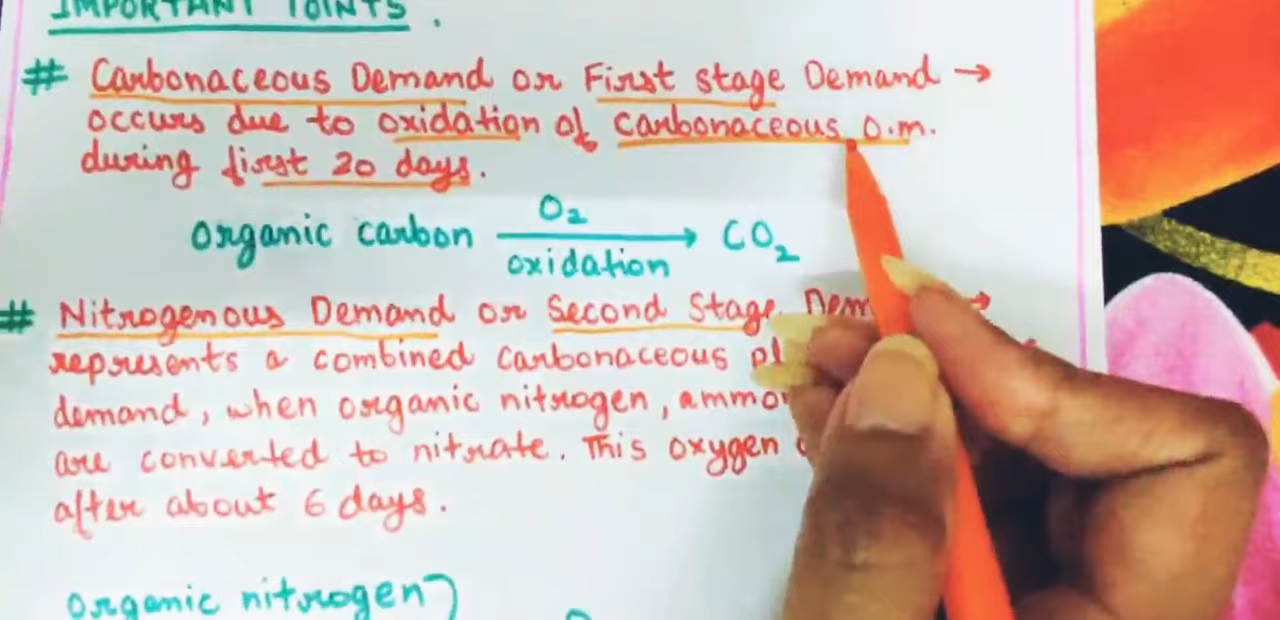 IMPORTANT POINTS.
# Carbonaceous Demand or First stage Demand →
occurs due to oxidation of carbonaceous o.m.
during first 20 days.
organic carbon O₂ CO₂
oxidation
# Nitrogenous Demand or Second Stage →
represents a combined carbonaceous
demand, when organic nitrogen,
are converted to nitrate. This oxygen
after about 6 days.
organic nitrogen